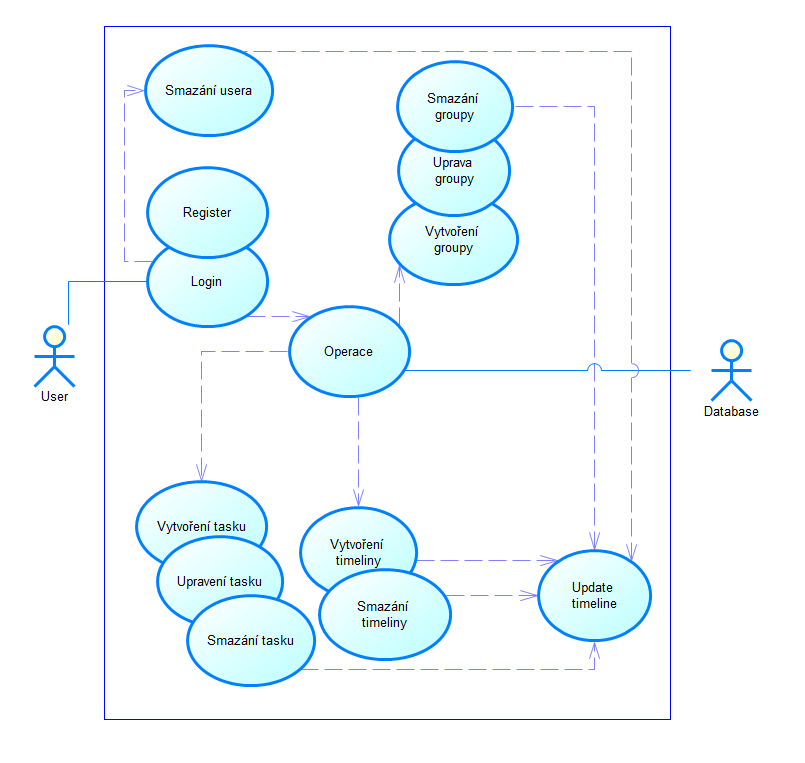 Smazání usera
Smazání
groupy
Uprava
groupy
Register
Vytvoření
groupy
Login
Operace
User
Database
Vytvoření tasku
Vytvoření
timeliny
Upravení tasku
Update
timeline
Smazání
timeliny
Smazání tasku